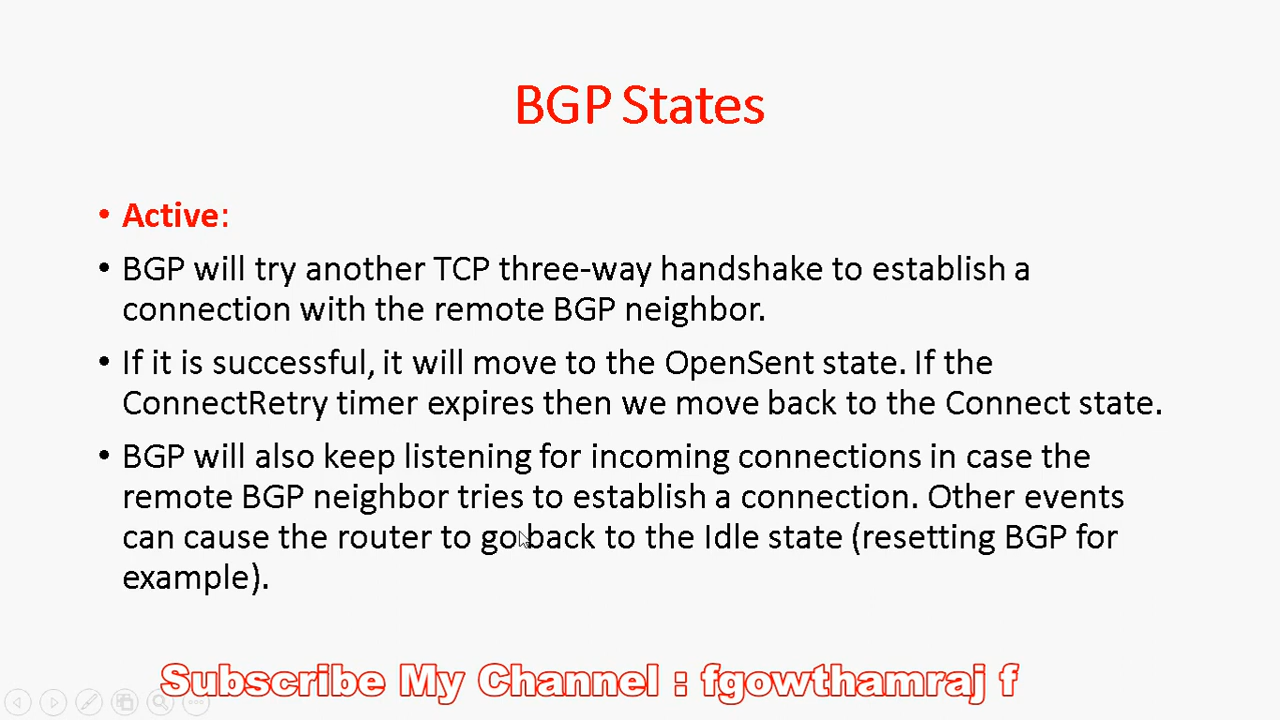 BGP States
• Active:
• BGP will try another TCP three-way handshake to establish a
connection with the remote BGP neighbor.
• If it is successful, it will move to the OpenSent state. If the
ConnectRetry timer expires then we move back to the Connect state.
• BGP will also keep listening for incoming connections in case the
remote BGP neighbor tries to establish a connection. Other events
can cause the router to go back to the Idle state (resetting BGP for
example).
Subscribe My Channel : fgowthamraj f